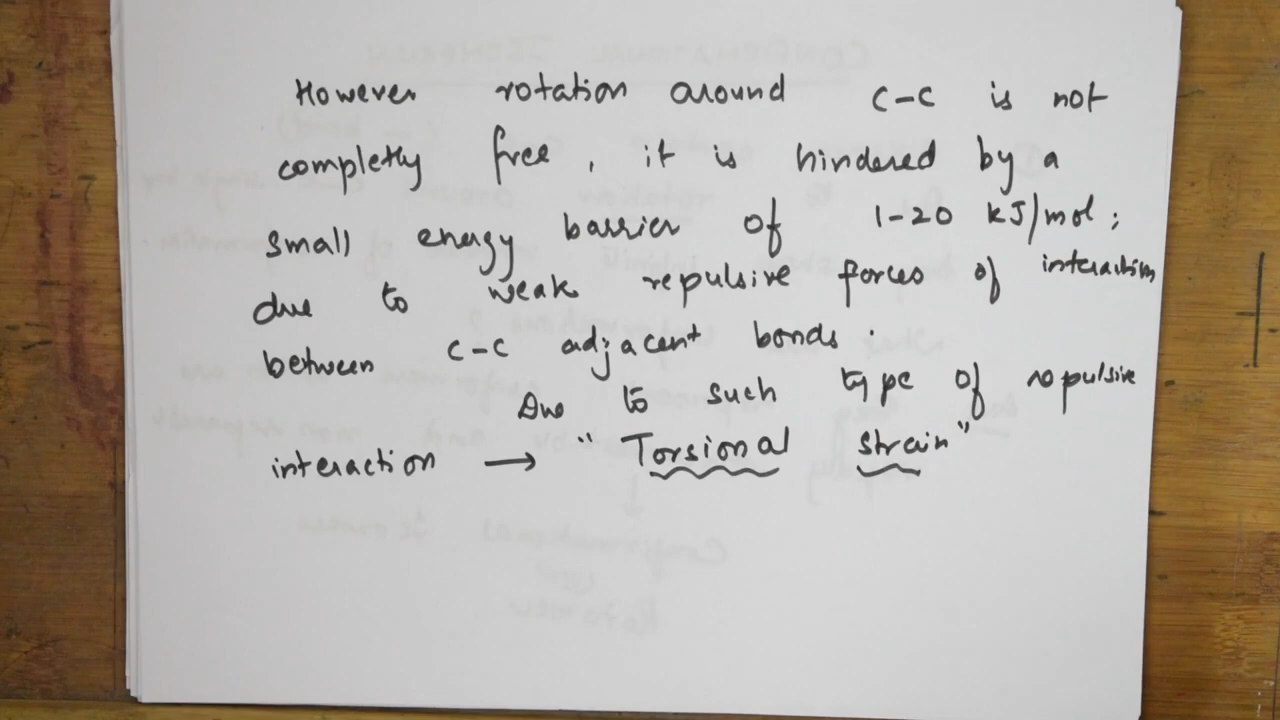 However rotation around C-C is not
completly free, it is hindered by a
small energy barrier of 1-20 kJ/mol;
due to weak repulsive forces of interaction
between C-C adjacent bonds.
Due to such type of repulsive
interaction → "Torsional strain"